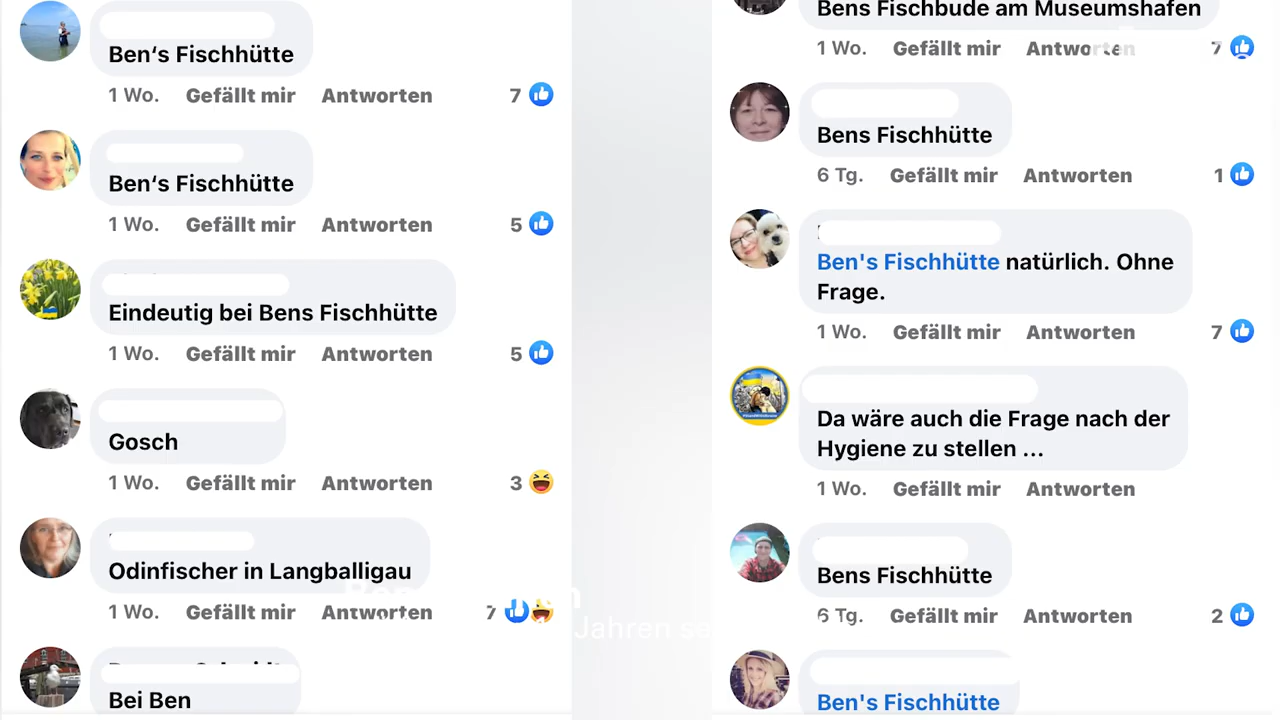 Ben‘s Fischhütte
1 Wo. Gefällt mir Antworten 7
Ben‘s Fischhütte
1 Wo. Gefällt mir Antworten 5
Eindeutig bei Bens Fischhütte
1 Wo. Gefällt mir Antworten 5
Gosch
1 Wo. Gefällt mir Antworten 3
Odinfischer in Langballigau
1 Wo. Gefällt mir Antworten 7
Bei Ben
Jahren
Bens Fischbude am Museumshafen
1 Wo. Gefällt mir Antworten 7
Bens Fischhütte
6 Tg. Gefällt mir Antworten 1
Ben's Fischhütte natürlich. Ohne
Frage.
1 Wo. Gefällt mir Antworten 7
Da wäre auch die Frage nach der
Hygiene zu stellen ...
1 Wo. Gefällt mir Antworten
Bens Fischhütte
6 Tg. Gefällt mir Antworten 2
Ben's Fischhütte